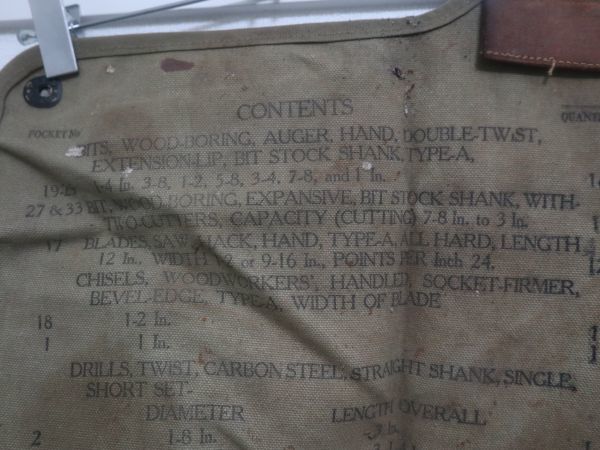 CONTENTS
POCKET No QUANTI
BITS, WOOD-BORING, AUGER, HAND, DOUBLE-TWIST,
EXTENSION-LIP, BIT STOCK SHANK, TYPE-A,
1-4 In. 3-8, 1-2, 5-8, 3-4, 7-8, and 1 In.
27 & 33 BIT, WOOD-BORING, EXPANSIVE, BIT STOCK SHANK, WITH-
TWO-CUTTERS, CAPACITY (CUTTING) 7-8 In. to 3 In.
17 BLADES, SAW, HACK, HAND, TYPE-A, ALL HARD, LENGTH
12 In. WIDTH 1-2 or 9-16 In., POINTS PER Inch 24.
CHISELS, WOODWORKERS', HANDLED, SOCKET-FIRMER,
BEVEL-EDGE, TYPE-A, WIDTH OF BLADE
18 1-2 In.
1 1 In.
DRILLS, TWIST, CARBON STEEL, STRAIGHT SHANK, SINGLE,
SHORT SET-
DIAMETER LENGTH OVERALL
2 1-8 In. 3 In.